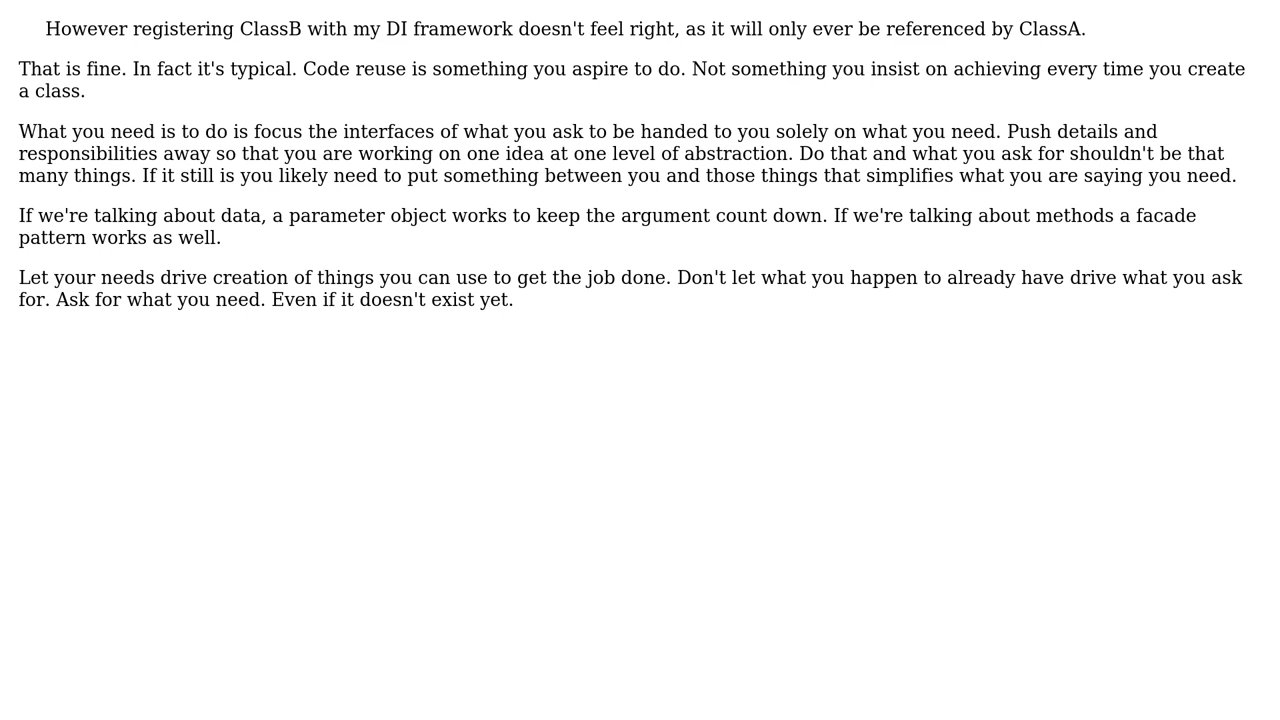 However registering ClassB with my DI framework doesn't feel right, as it will only ever be referenced by ClassA.
That is fine. In fact it's typical. Code reuse is something you aspire to do. Not something you insist on achieving every time you create
a class.
What you need is to do is focus the interfaces of what you ask to be handed to you solely on what you need. Push details and
responsibilities away so that you are working on one idea at one level of abstraction. Do that and what you ask for shouldn't be that
many things. If it still is you likely need to put something between you and those things that simplifies what you are saying you need.
If we're talking about data, a parameter object works to keep the argument count down. If we're talking about methods a facade
pattern works as well.
Let your needs drive creation of things you can use to get the job done. Don't let what you happen to already have drive what you ask
for. Ask for what you need. Even if it doesn't exist yet.